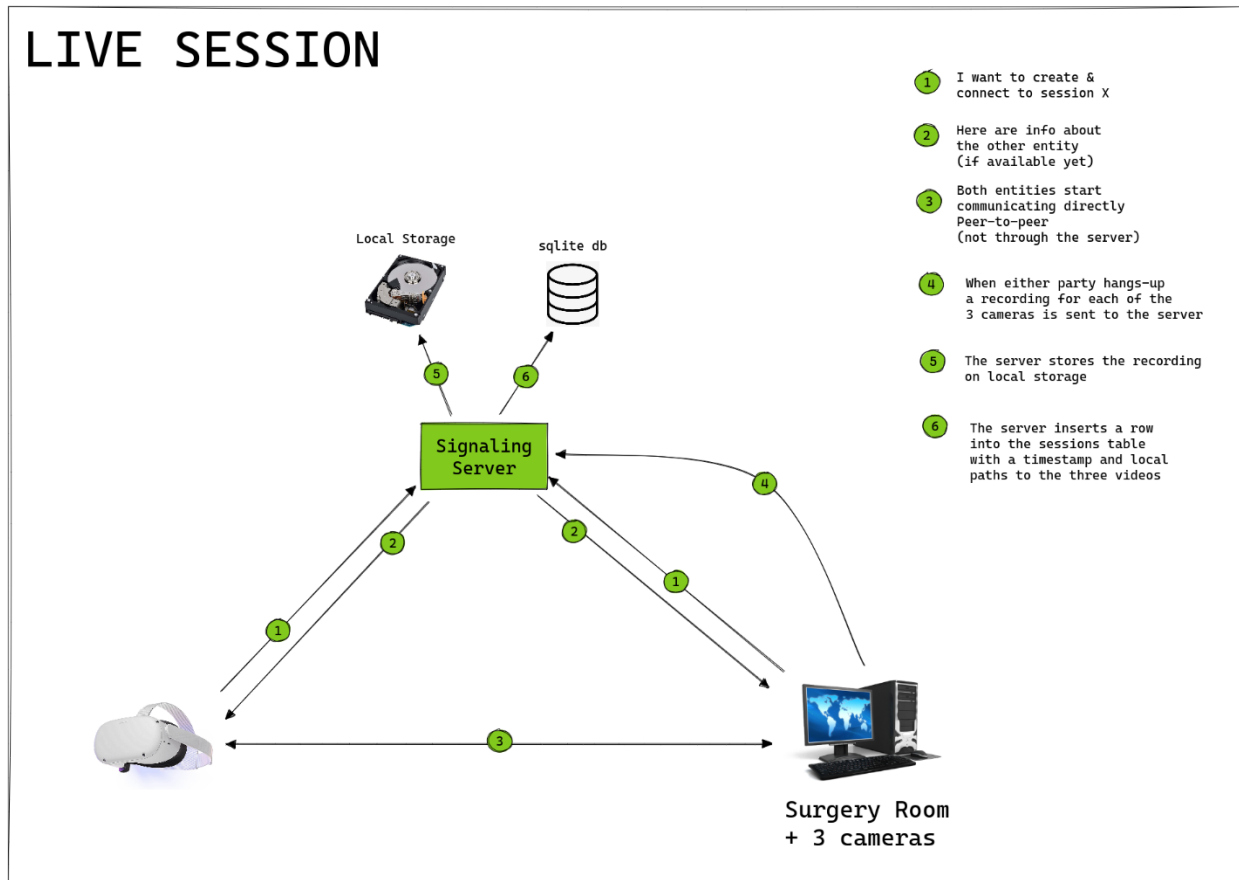 LIVE SESSION
1 I want to create &
connect to session X
2 Here are info about
the other entity
(if available yet)
3 Both entities start
communicating directly
Peer-to-peer
(not through the server)
4 When either party hangs-up
a recording for each of the
3 cameras is sent to the server
5 The server stores the recording
on local storage
6 The server inserts a row
into the sessions table
with a timestamp and local
paths to the three videos
Local Storage
sqlite db
5
6
Signaling
Server
4
2
2
1
1
3
Surgery Room
+ 3 cameras